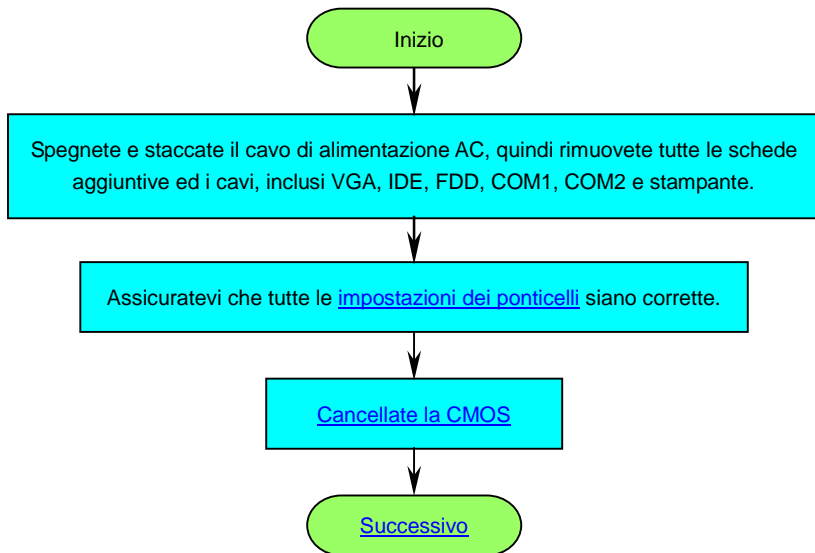 Inizio
Spegnete e staccate il cavo di alimentazione AC, quindi rimuovete tutte le schede
aggiuntive ed i cavi, inclusi VGA, IDE, FDD, COM1, COM2 e stampante.
Assicuratevi che tutte le impostazioni dei ponticelli siano corrette.
Cancellate la CMOS
Successivo